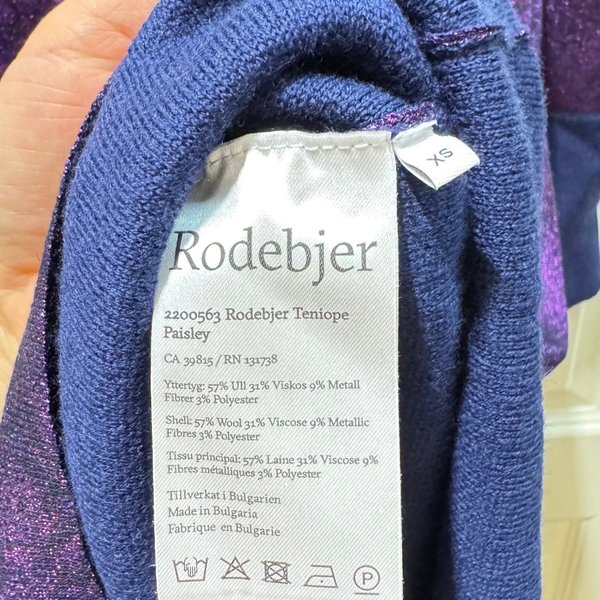 XS
Rodebjer
2200563 Rodebjer Teniope
Paisley
CA 39815 / RN 131738
Yttertyg: 57% Ull 31% Viskos 9% Metall
Fibrer 3% Polyester
Shell: 57% Wool 31% Viscose 9% Metallic
Fibres 3% Polyester
Tissu principal: 57% Laine 31% Viscose 9%
Fibres métalliques 3% Polyester
Tillverkat i Bulgarien
Made in Bulgaria
Fabrique en Bulgarie
P